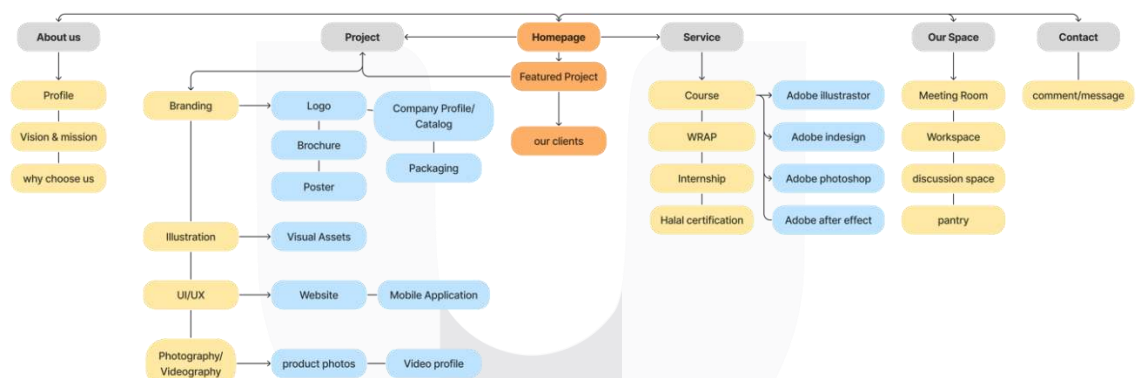 About us
Project
Homepage
Service
Our Space
Contact
Featured Project
our clients
Profile
Vision & mission
why choose us
Branding
Logo
Brochure
Poster
Company Profile/
Catalog
Packaging
Illustration
Visual Assets
UI/UX
Website
Mobile Application
Photography/
Videography
product photos
Video profile
Course
WRAP
Internship
Halal certification
Adobe illustrastor
Adobe indesign
Adobe photoshop
Adobe after effect
Meeting Room
Workspace
discussion space
pantry
comment/message